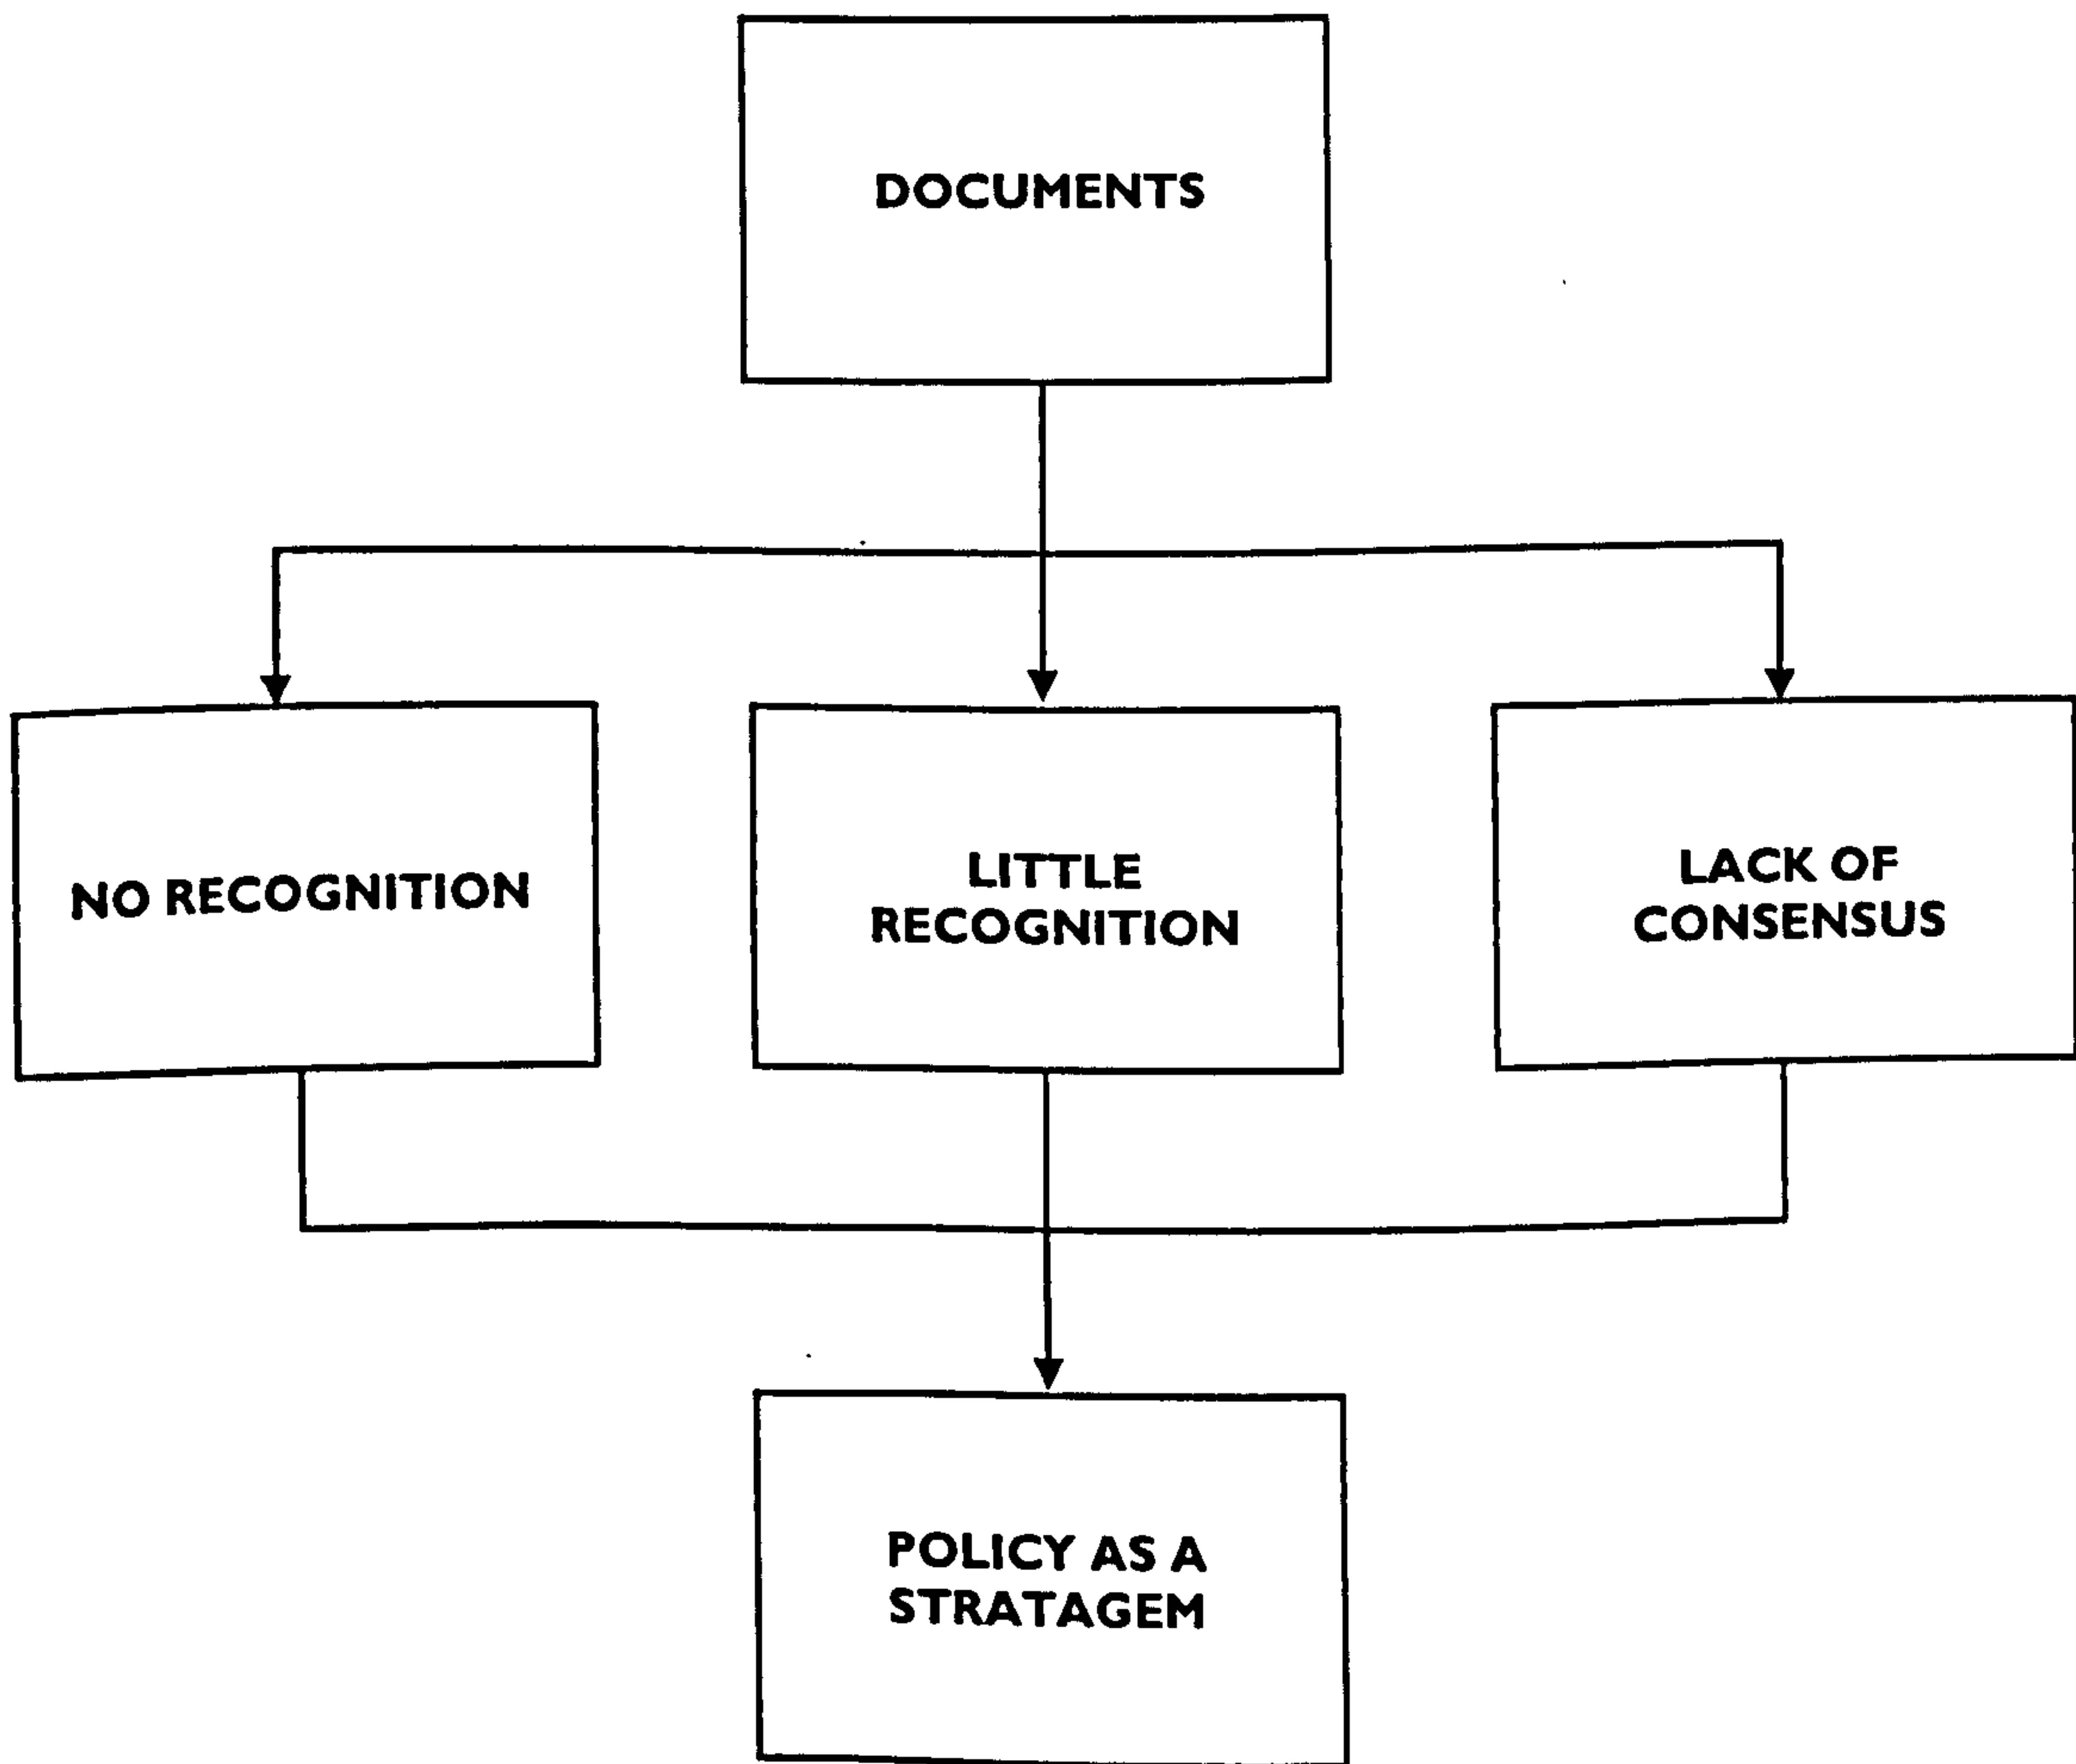 DOCUMENTS
NO RECOGNITION
LITTLE
RECOGNITION
LACK OF
CONSENSUS
POLICY AS A
STRATAGEM